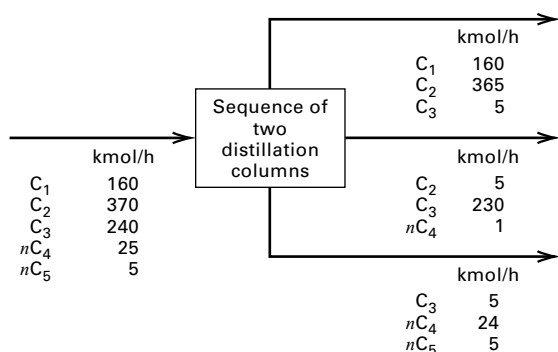 kmol/h
C1 160
C2 365
C3 5
Sequence of
two
distillation
columns
kmol/h
C1 160
C2 370
C3 240
nC4 25
nC5 5
kmol/h
C2 5
C3 230
nC4 1
kmol/h
C3 5
nC4 24
nC5 5